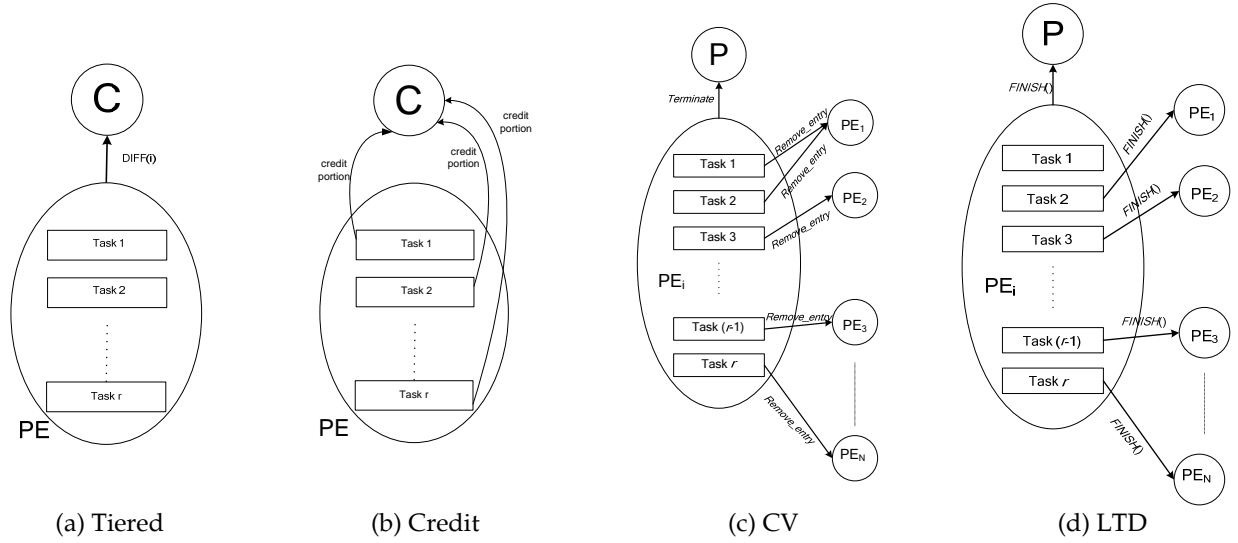 C
DIFF(i)
Task 1
Task 2
Task r
PE
(a) Tiered
C
credit
portion
credit
portion
credit
portion
Task 1
Task 2
Task r
PE
(b) Credit
P
Terminate
Remove_entry
PE1
Task 1
Remove_entry
Task 2
PE2
Task 3
Remove_entry
PEi
Remove_entry
Task (r-1)
PE3
Task r
Remove_entry
PEN
(c) CV
P
FINISH()
PE1
FINISH()
Task 1
Task 2
FINISH()
PE2
Task 3
PEi
FINISH()
Task (r-1)
PE3
Task r
FINISH()
PEN
(d) LTD